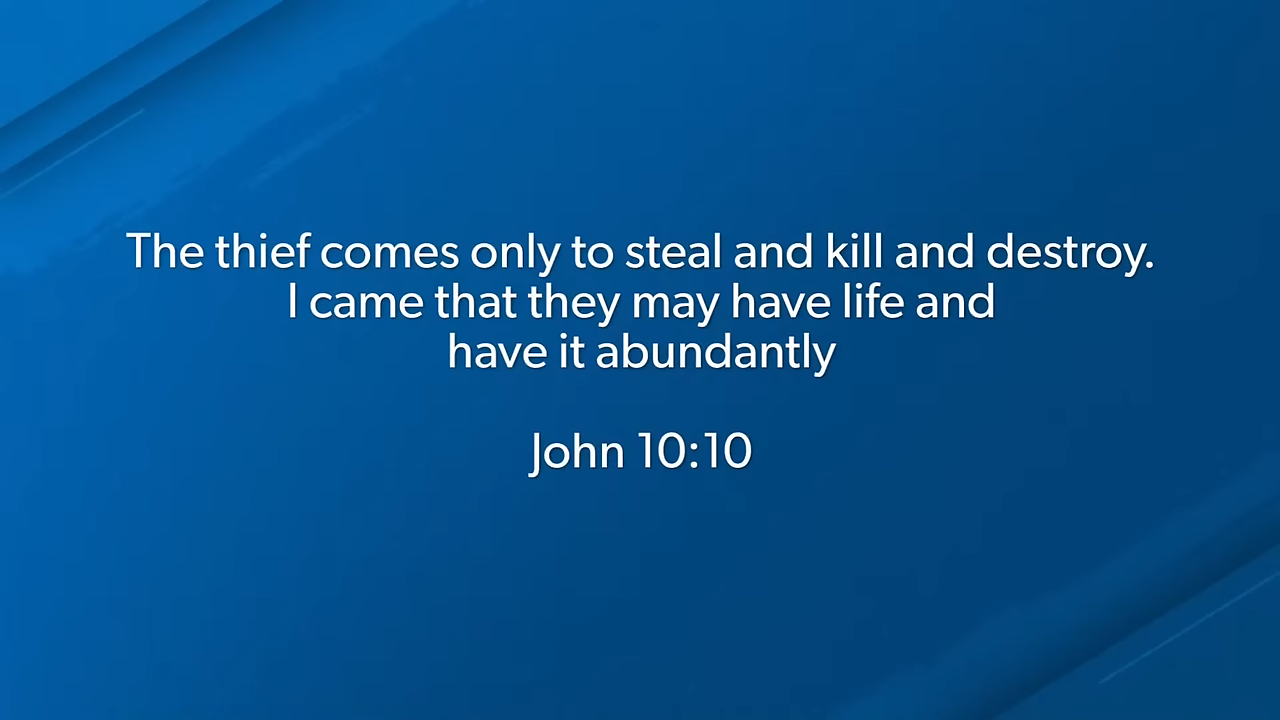 The thief comes only to steal and kill and destroy.
I came that they may have life and
have it abundantly
John 10:10